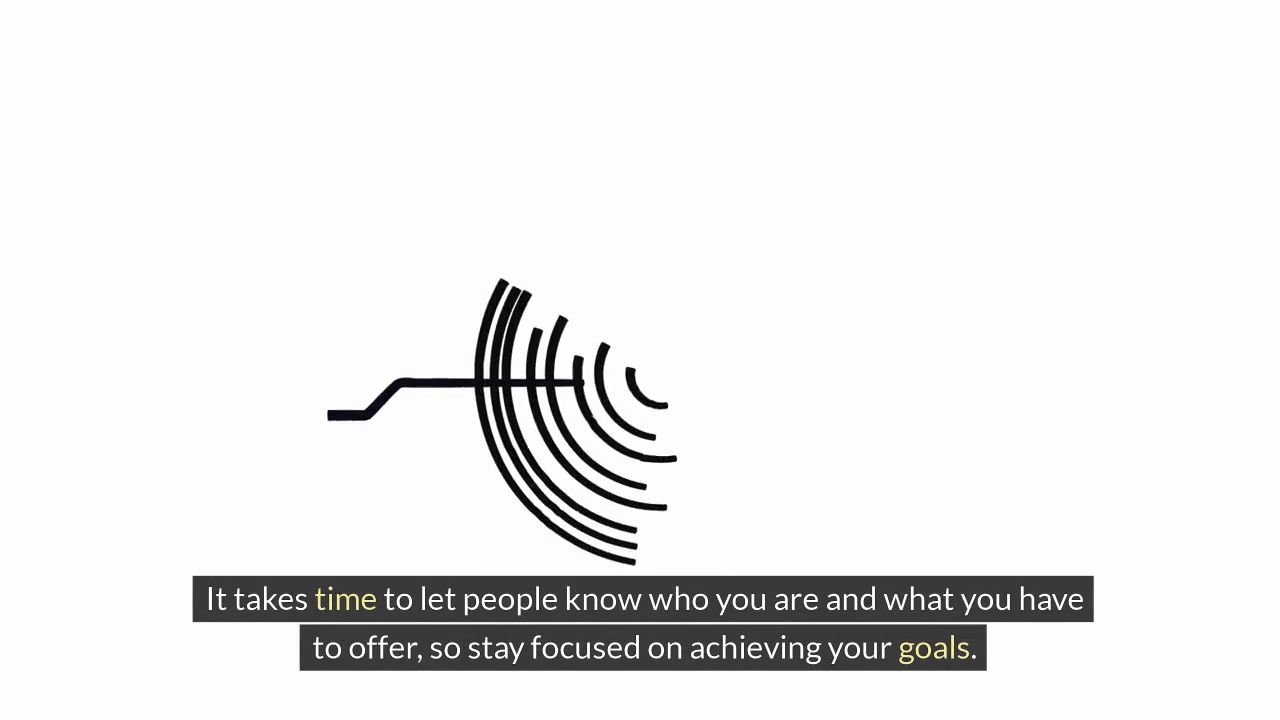 It takes time to let people know who you are and what you have
to offer, so stay focused on achieving your goals.